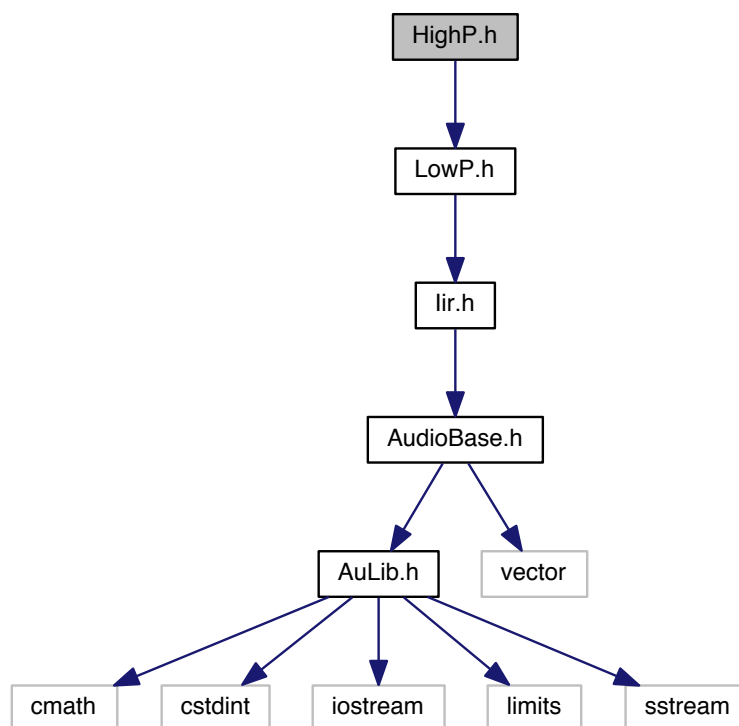 HighP.h
LowP.h
Iir.h
AudioBase.h
AuLib.h
vector
cmath
cstdint
iostream
limits
sstream